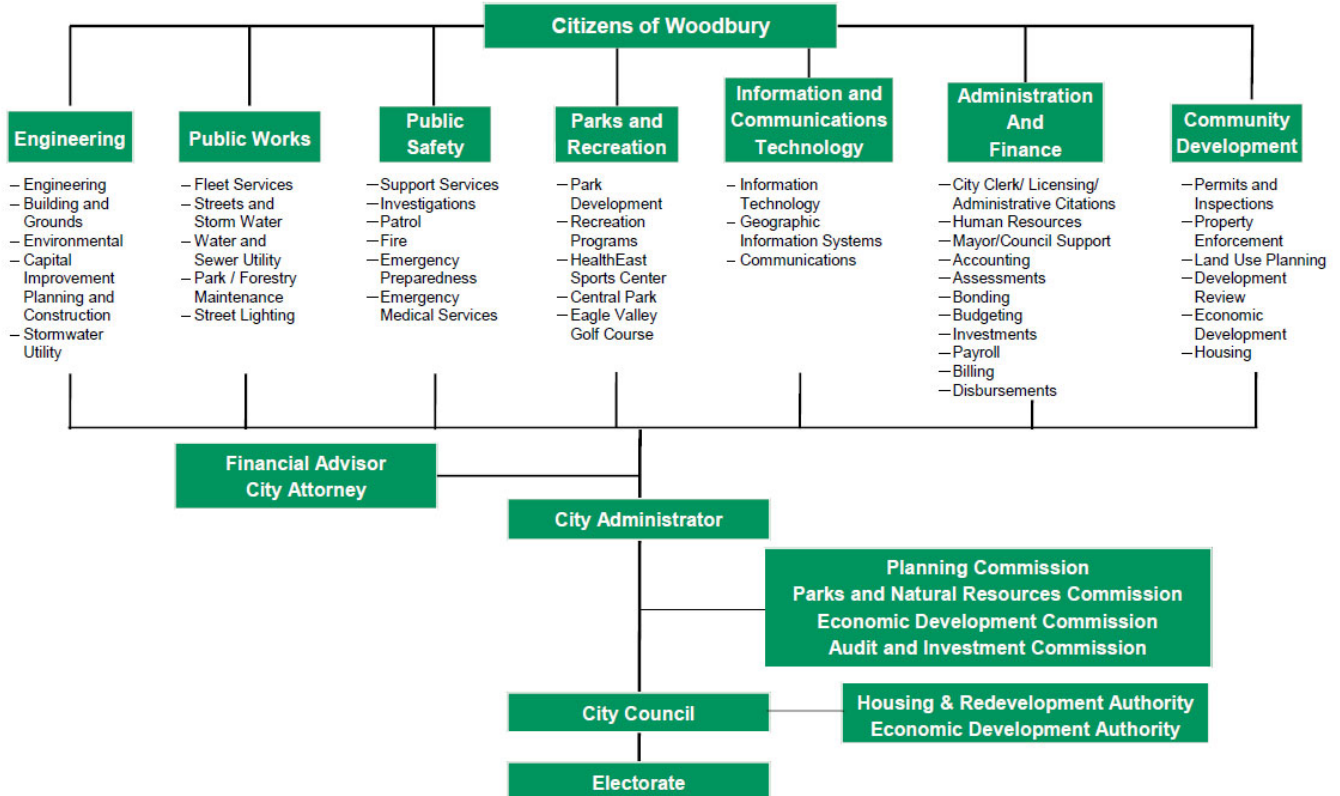 Citizens of Woodbury
Engineering
– Engineering
– Building and
Grounds
– Environmental
– Capital
Improvement
Planning and
Construction
– Stormwater
Utility
Public Works
– Fleet Services
– Streets and
Storm Water
– Water and
Sewer Utility
– Park / Forestry
Maintenance
– Street Lighting
Public
Safety
– Support Services
– Investigations
– Patrol
– Fire
– Emergency
Preparedness
– Emergency
Medical Services
Parks and
Recreation
– Park
Development
– Recreation
Programs
– HealthEast
Sports Center
– Central Park
– Eagle Valley
Golf Course
Information and
Communications
Technology
– Information
Technology
– Geographic
Information Systems
– Communications
Administration
And
Finance
– City Clerk/ Licensing/
Administrative Citations
– Human Resources
– Mayor/Council Support
– Accounting
– Assessments
– Bonding
– Budgeting
– Investments
– Payroll
– Billing
– Disbursements
Community
Development
– Permits and
Inspections
– Property
Enforcement
– Land Use Planning
– Development
Review
– Economic
Development
– Housing
Financial Advisor
City Attorney
City Administrator
Planning Commission
Parks and Natural Resources Commission
Economic Development Commission
Audit and Investment Commission
City Council
Housing & Redevelopment Authority
Economic Development Authority
Electorate